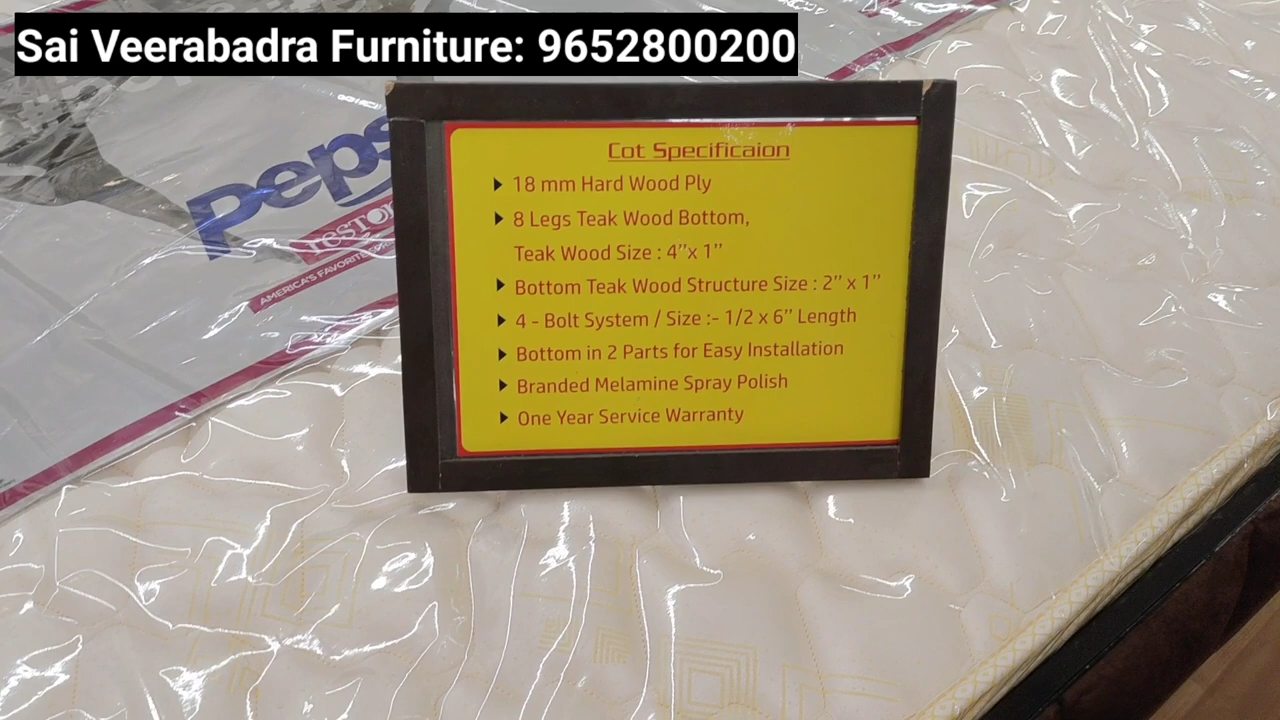 Sai Veerabadra Furniture: 9652800200
Peps
restonic
AMERICA'S FAVORITE
Cot Specificaion
18 mm Hard Wood Ply
8 Legs Teak Wood Bottom,
Teak Wood Size : 4”x 1”
Bottom Teak Wood Structure Size : 2” x 1”
4 - Bolt System / Size :- 1/2 x 6” Length
Bottom in 2 Parts for Easy Installation
Branded Melamine Spray Polish
One Year Service Warranty